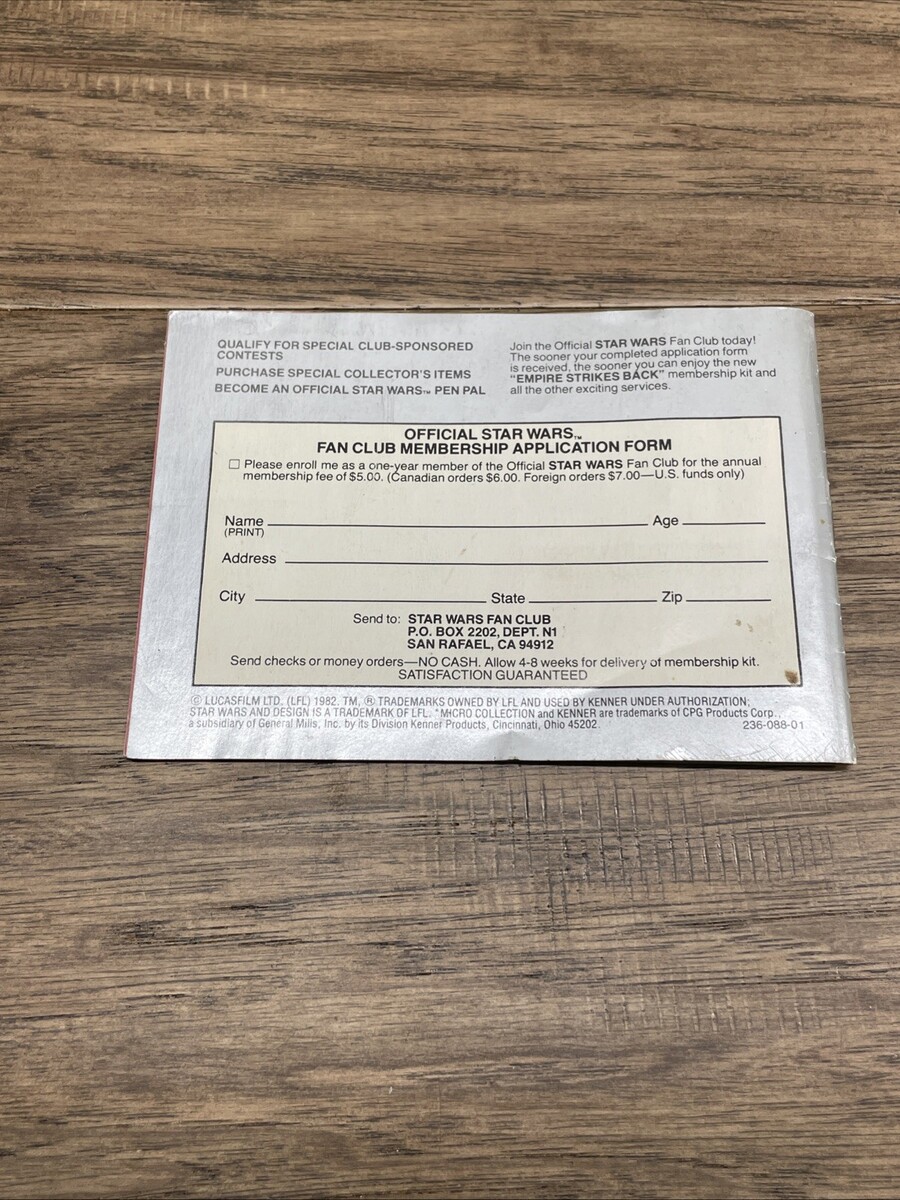 QUALIFY FOR SPECIAL CLUB-SPONSORED
CONTESTS
PURCHASE SPECIAL COLLECTOR'S ITEMS
BECOME AN OFFICIAL STAR WARS™ PEN PAL
Join the Official STAR WARS Fan Club today!
The sooner your completed application form
is received, the sooner you can enjoy the new
"EMPIRE STRIKES BACK" membership kit and
all the other exciting services.
OFFICIAL STAR WARS™
FAN CLUB MEMBERSHIP APPLICATION FORM
☐ Please enroll me as a one-year member of the Official STAR WARS Fan Club for the annual
membership fee of $5.00. (Canadian orders $6.00. Foreign orders $7.00—U.S. funds only)
Name Age
(PRINT)
Address
City State Zip
Send to: STAR WARS FAN CLUB
P.O. BOX 2202, DEPT. N1
SAN RAFAEL, CA 94912
Send checks or money orders—NO CASH. Allow 4-8 weeks for delivery of membership kit.
SATISFACTION GUARANTEED
© LUCASFILM LTD. (LFL) 1982. TM, ® TRADEMARKS OWNED BY LFL AND USED BY KENNER UNDER AUTHORIZATION;
STAR WARS AND DESIGN IS A TRADEMARK OF LFL. *MICRO COLLECTION and KENNER are trademarks of CPG Products Corp.,
a subsidiary of General Mills, Inc. by its Division Kenner Products, Cincinnati, Ohio 45202. 236-088-01